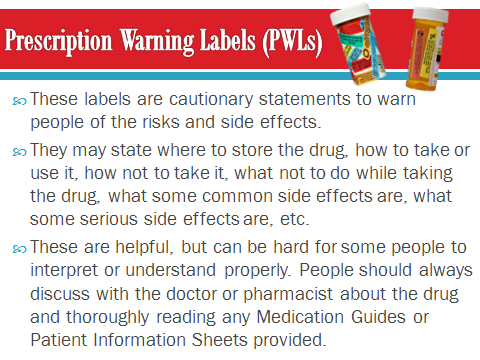 Prescription Warning Labels (PWLs)
These labels are cautionary statements to warn
people of the risks and side effects.
They may state where to store the drug, how to take or
use it, how not to take it, what not to do while taking
the drug, what some common side effects are, what
some serious side effects are, etc.
These are helpful, but can be hard for some people to
interpret or understand properly. People should always
discuss with the doctor or pharmacist about the drug
and thoroughly reading any Medication Guides or
Patient Information Sheets provided.